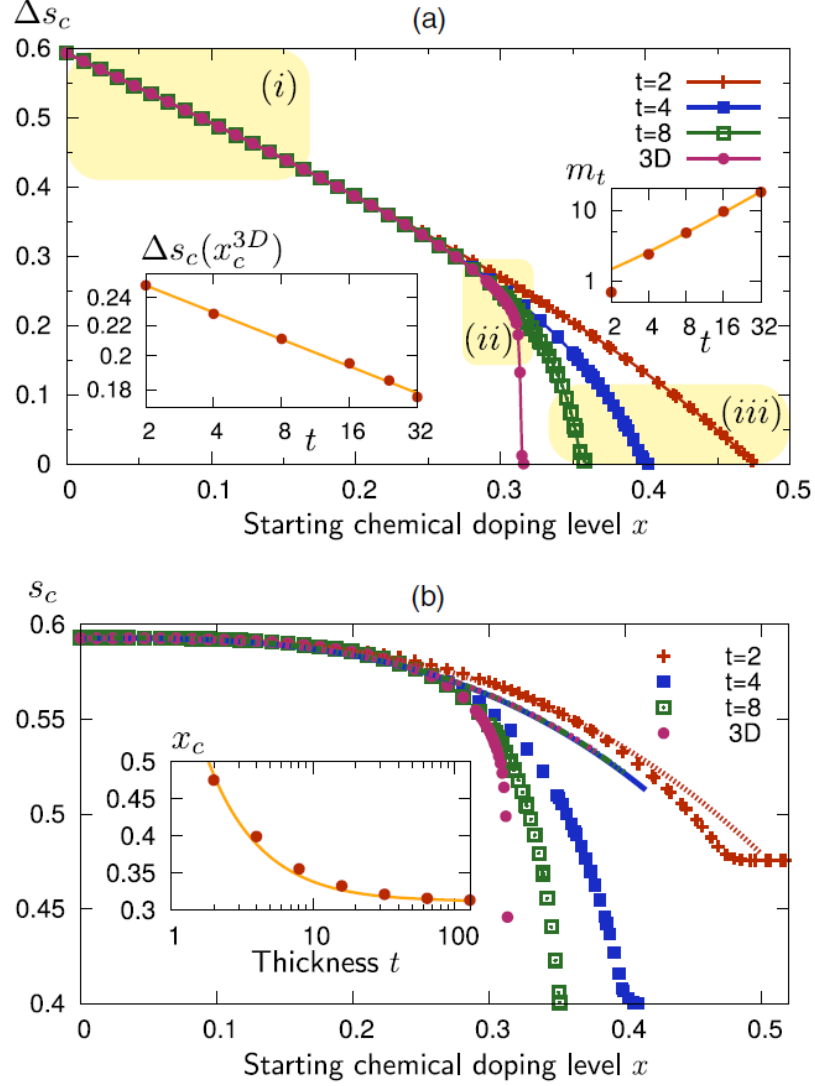 Δs_c (a)
0.6
0.5
0.4
0.3
0.2
0.1
0
(i)
t=2
t=4
t=8
3D
m_t
10
1
2 4 8 16 32
t
Δs_c(x_c^{3D})
0.24
0.22
0.2
0.18
2 4 8 16 32
t
(ii)
(iii)
0 0.1 0.2 0.3 0.4 0.5
Starting chemical doping level x
s_c (b)
0.6
0.55
0.5
0.45
0.4
t=2
t=4
t=8
3D
x_c
0.5
0.45
0.4
0.35
0.3
1 10 100
Thickness t
0 0.1 0.2 0.3 0.4 0.5
Starting chemical doping level x